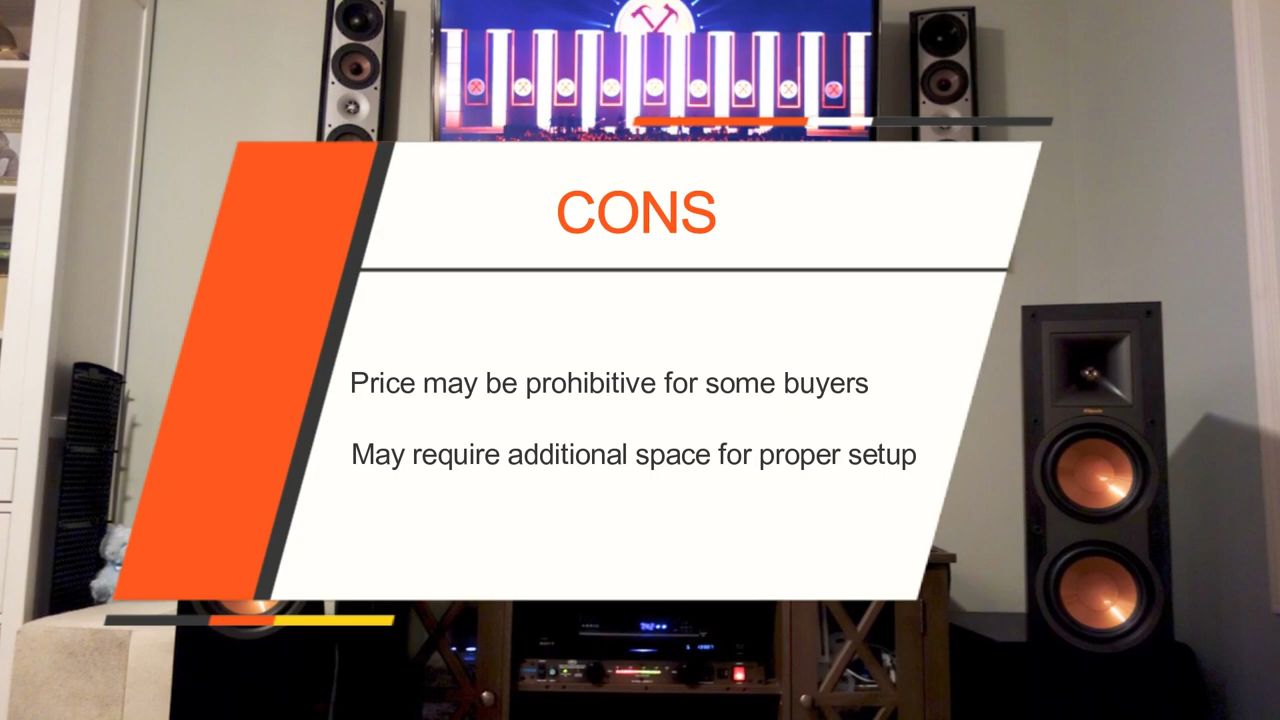 CONS
Price may be prohibitive for some buyers
May require additional space for proper setup